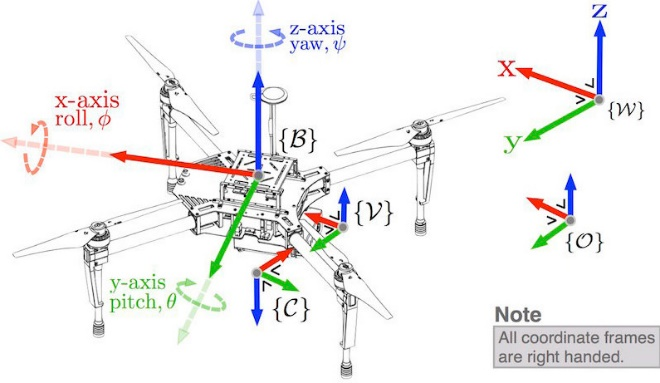 z-axis
yaw, ψ
x-axis
roll, ϕ
{B}
z
x
y
{W}
{V}
{O}
y-axis
pitch, θ
{C}
Note
All coordinate frames
are right handed.